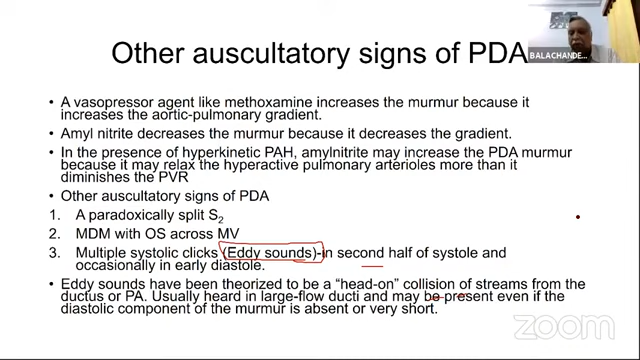 Other auscultatory signs of PDA
BALACHANDE...
• A vasopressor agent like methoxamine increases the murmur because it
increases the aortic-pulmonary gradient.
• Amyl nitrite decreases the murmur because it decreases the gradient.
• In the presence of hyperkinetic PAH, amylnitrite may increase the PDA murmur
because it may relax the hyperactive pulmonary arterioles more than it
diminishes the PVR
• Other auscultatory signs of PDA
1. A paradoxically split S₂
2. MDM with OS across MV
3. Multiple systolic clicks (Eddy sounds)-in second half of systole and
occasionally in early diastole.
• Eddy sounds have been theorized to be a “head-on” collision of streams from the
ductus or PA. Usually heard in large-flow ducti and may be present even if the
diastolic component of the murmur is absent or very short.
zoom